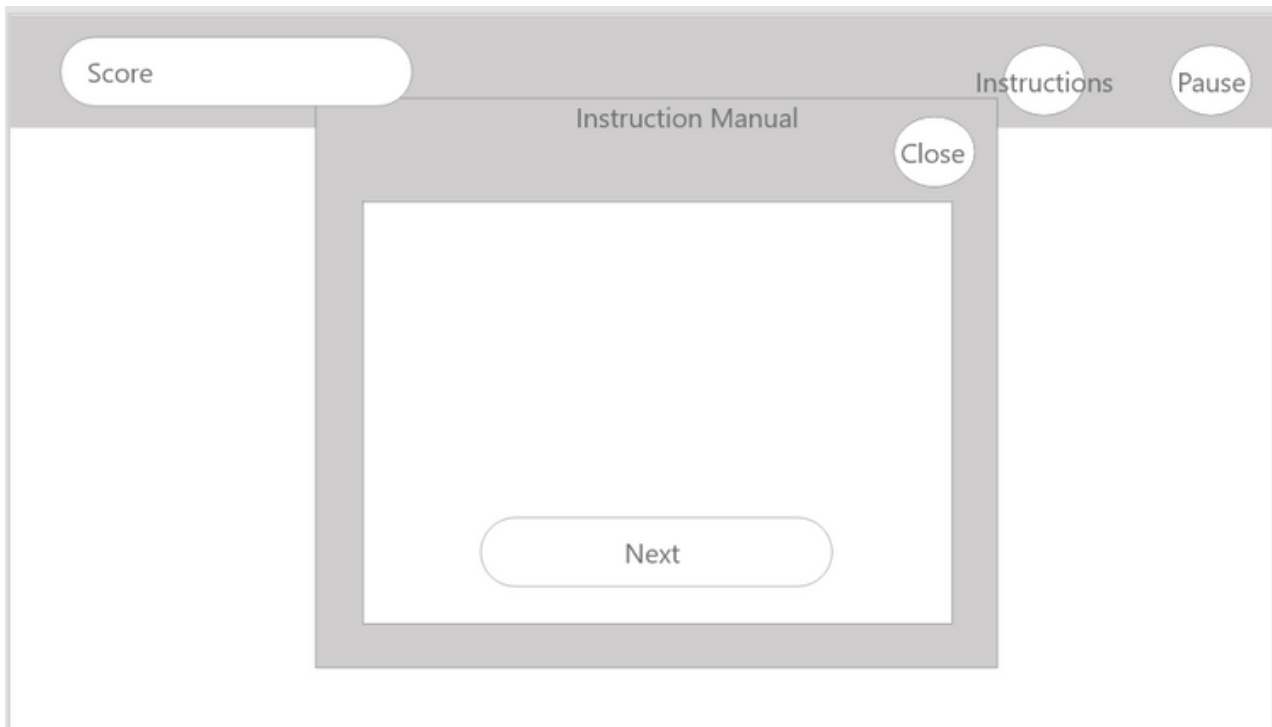 Score
Instructions
Pause
Instruction Manual
Close
Next